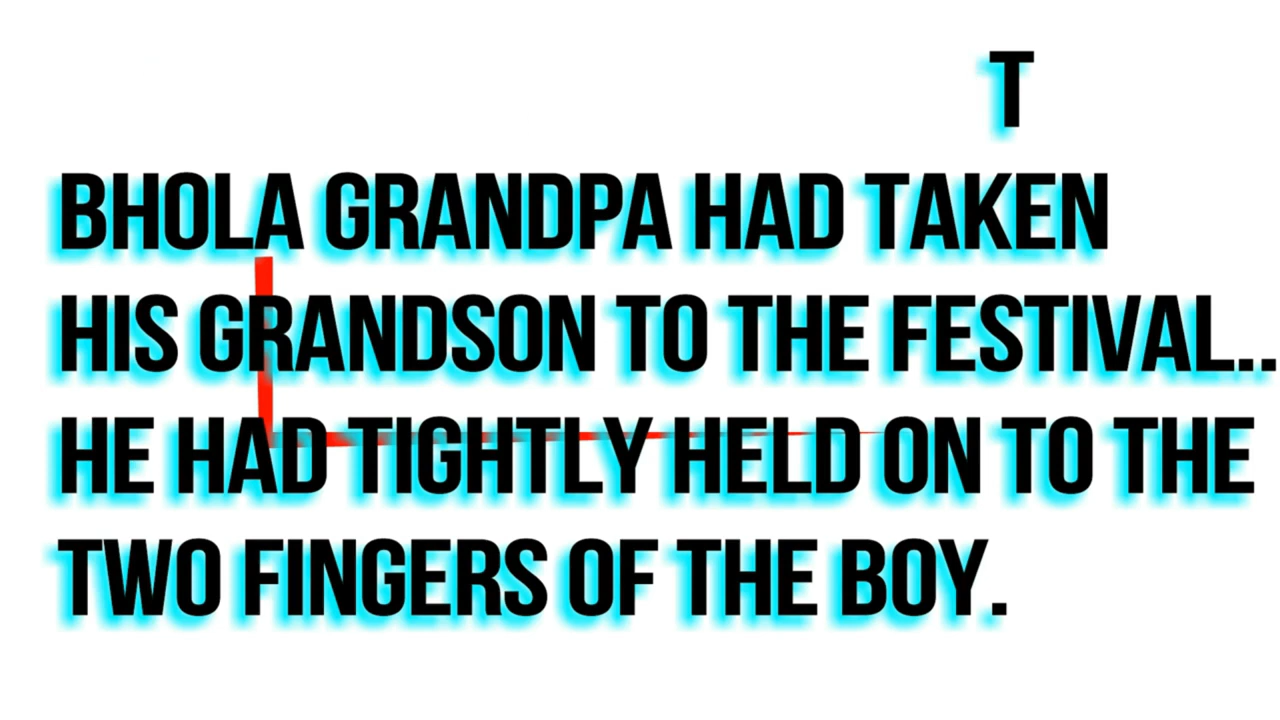 T
BHOLA GRANDPA HAD TAKEN
HIS GRANDSON TO THE FESTIVAL..
HE HAD TIGHTLY HELD ON TO THE
TWO FINGERS OF THE BOY.